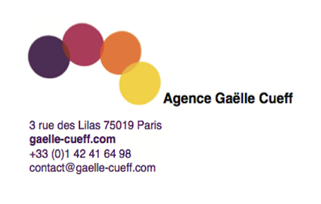 Agence Gaëlle Cueff
3 rue des Lilas 75019 Paris
gaelle-cueff.com
+33 (0)1 42 41 64 98
contact@gaelle-cueff.com